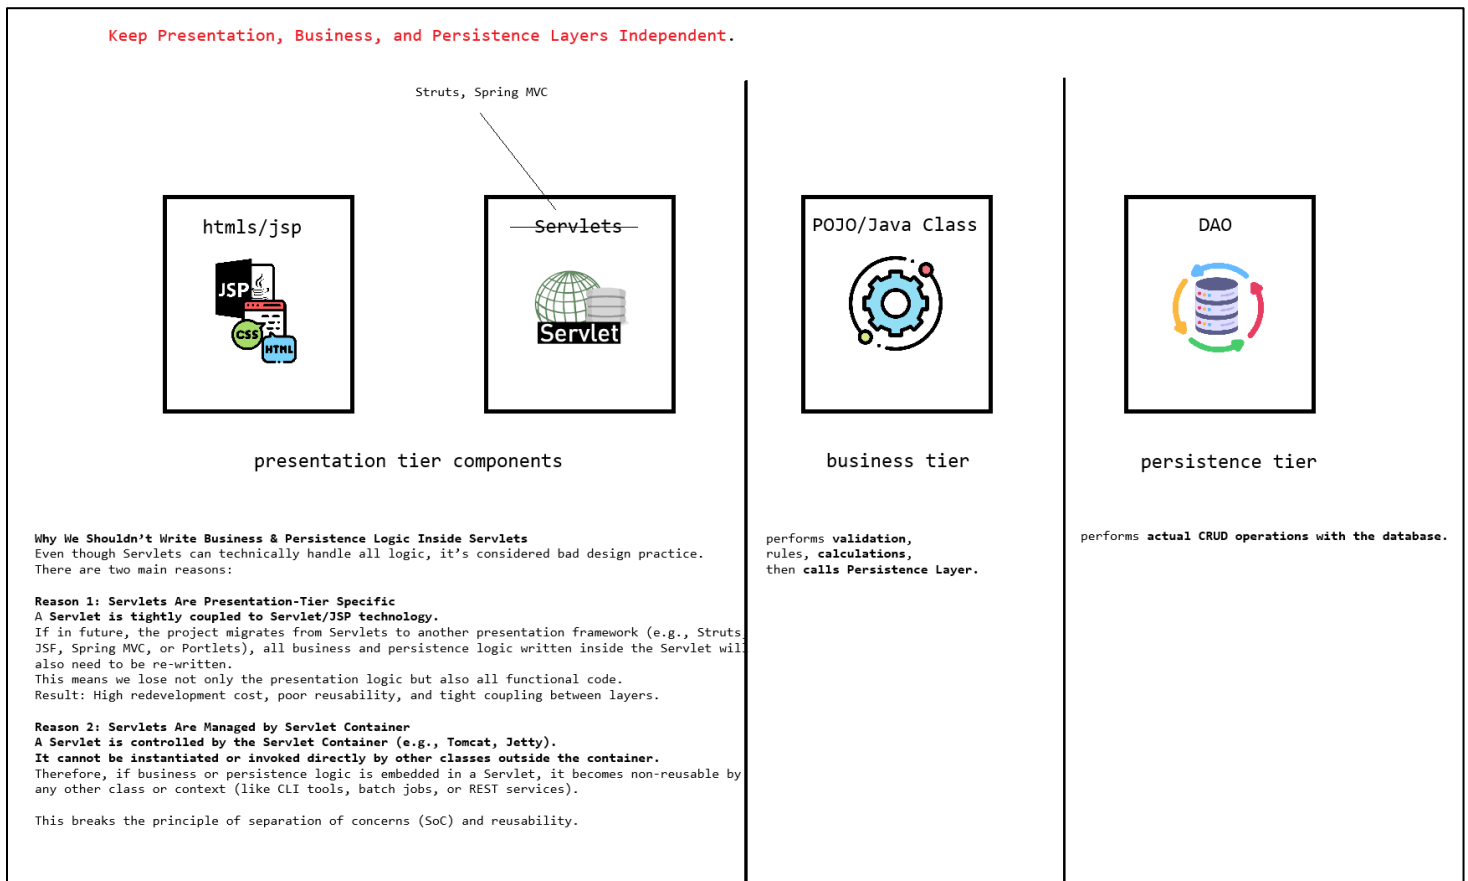 Keep Presentation, Business, and Persistence Layers Independent.
Struts, Spring MVC
htmls/jsp
JSP
CSS
HTML
Servlets
Servlet
POJO/Java Class
DAO
presentation tier components
business tier
persistence tier
Why We Shouldn’t Write Business & Persistence Logic Inside Servlets
Even though Servlets can technically handle all logic, it’s considered bad design practice.
There are two main reasons:
Reason 1: Servlets Are Presentation-Tier Specific
A Servlet is tightly coupled to Servlet/JSP technology.
If in future, the project migrates from Servlets to another presentation framework (e.g., Struts,
JSF, Spring MVC, or Portlets), all business and persistence logic written inside the Servlet will
also need to be re-written.
This means we lose not only the presentation logic but also all functional code.
Result: High redevelopment cost, poor reusability, and tight coupling between layers.
Reason 2: Servlets Are Managed by Servlet Container
A Servlet is controlled by the Servlet Container (e.g., Tomcat, Jetty).
It cannot be instantiated or invoked directly by other classes outside the container.
Therefore, if business or persistence logic is embedded in a Servlet, it becomes non-reusable by
any other class or context (like CLI tools, batch jobs, or REST services).
This breaks the principle of separation of concerns (SoC) and reusability.
performs validation,
rules, calculations,
then calls Persistence Layer.
performs actual CRUD operations with the database.